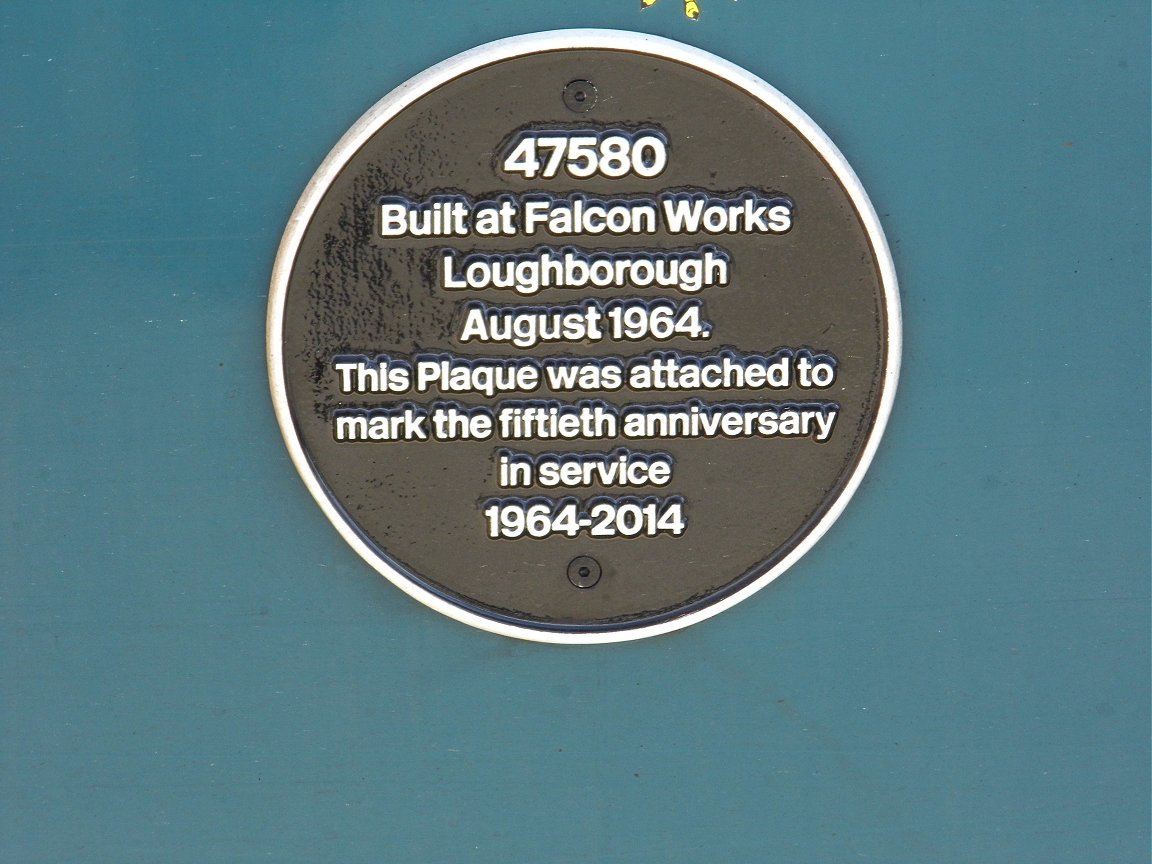 47580
Built at Falcon Works
Loughborough
August 1964.
This Plaque was attached to
mark the fiftieth anniversary
in service
1964-2014